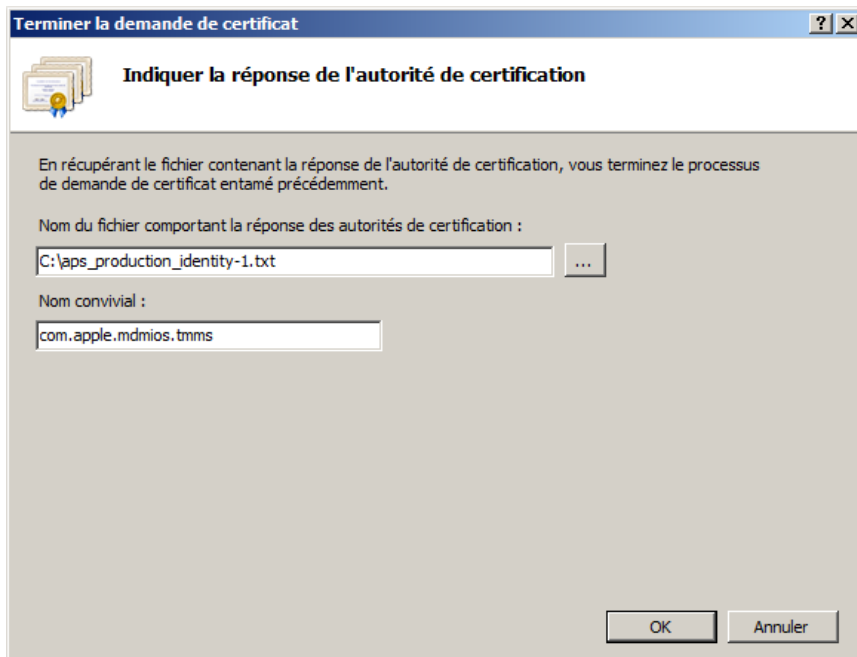 Terminer la demande de certificat
Indiquer la réponse de l'autorité de certification
En récupérant le fichier contenant la réponse de l'autorité de certification, vous terminez le processus
de demande de certificat entamé précédemment.
Nom du fichier comportant la réponse des autorités de certification :
C:\aps_production_identity-1.txt
...
Nom convivial :
com.apple.mdmios.tmms
OK
Annuler